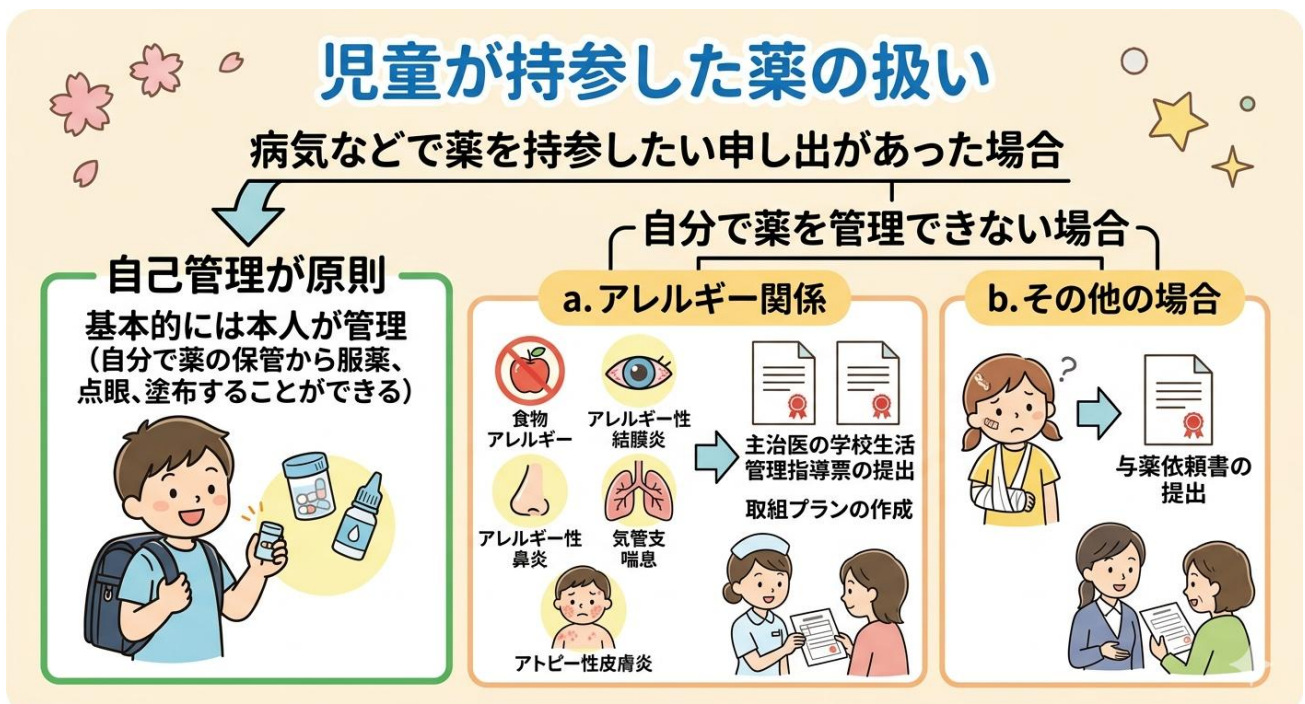 児童が持参した薬の扱い
病気などで薬を持参したい申し出があった場合
自己管理が原則
基本的には本人が管理
（自分で薬の保管から服薬、
点眼、塗布することができる）
自分で薬を管理できない場合
a.アレルギー関係
食物
アレルギー
アレルギー性
結膜炎
アレルギー性
鼻炎
気管支
喘息
アトピー性皮膚炎
主治医の学校生活
管理指導票の提出
取組プランの作成
b.その他の場合
?
与薬依頼書の
提出